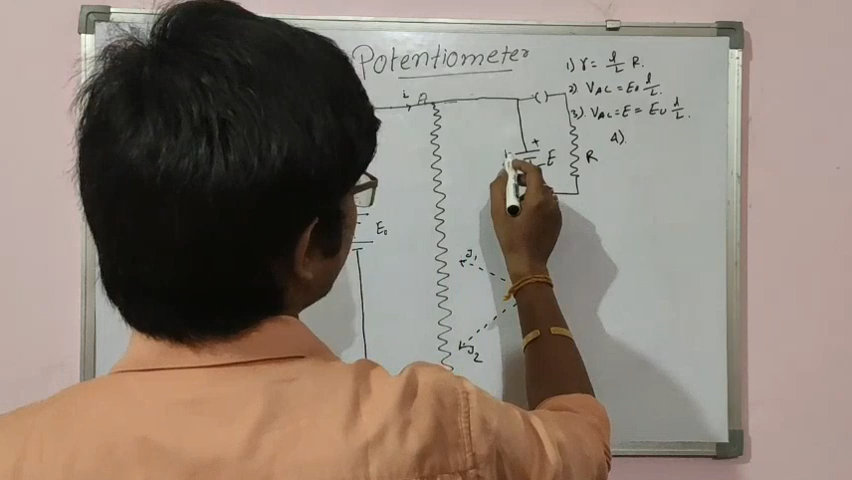 Potentiometer
1) r = l/L R.
2) VAC = E0 l/L.
3) VAC = E = E0 l/L.
4).
i A
+
E
R
E0
J1
J2